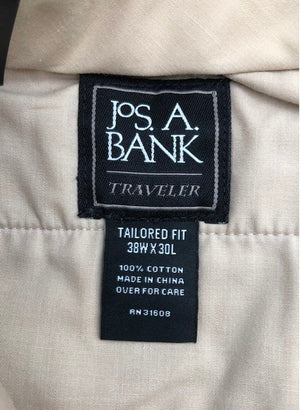 JOS. A.
BANK
TRAVELER
TAILORED FIT
38W X 30L
100% COTTON
MADE IN CHINA
OVER FOR CARE
RN 31608